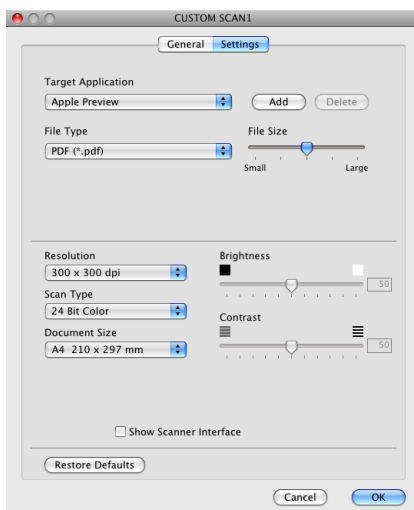 CUSTOM SCAN1
General Settings
Target Application
Apple Preview Add Delete
File Type File Size
PDF (*.pdf)
Small Large
Resolution Brightness
300 x 300 dpi
50
Scan Type
24 Bit Color Contrast
Document Size
A4 210 x 297 mm 50
Show Scanner Interface
Restore Defaults
Cancel OK